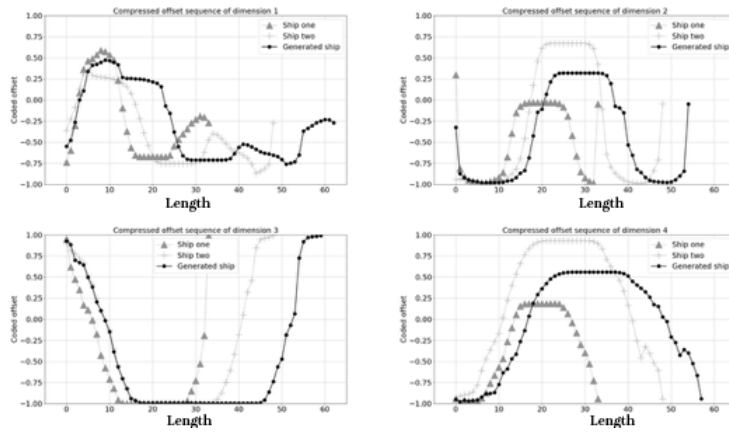 Compressed offset sequence of dimension 1
Ship one
Ship two
Generated ship
Coded offset
1.00
0.75
0.50
0.25
0.00
−0.25
−0.50
−0.75
−1.00
0 10 20 30 40 50 60
Length
Compressed offset sequence of dimension 2
Ship one
Ship two
Generated ship
Coded offset
1.00
0.75
0.50
0.25
0.00
−0.25
−0.50
−0.75
−1.00
0 10 20 30 40 50 60
Length
Compressed offset sequence of dimension 3
Ship one
Ship two
Generated ship
Coded offset
1.00
0.75
0.50
0.25
0.00
−0.25
−0.50
−0.75
−1.00
0 10 20 30 40 50 60
Length
Compressed offset sequence of dimension 4
Ship one
Ship two
Generated ship
Coded offset
1.00
0.75
0.50
0.25
0.00
−0.25
−0.50
−0.75
−1.00
0 10 20 30 40 50 60
Length